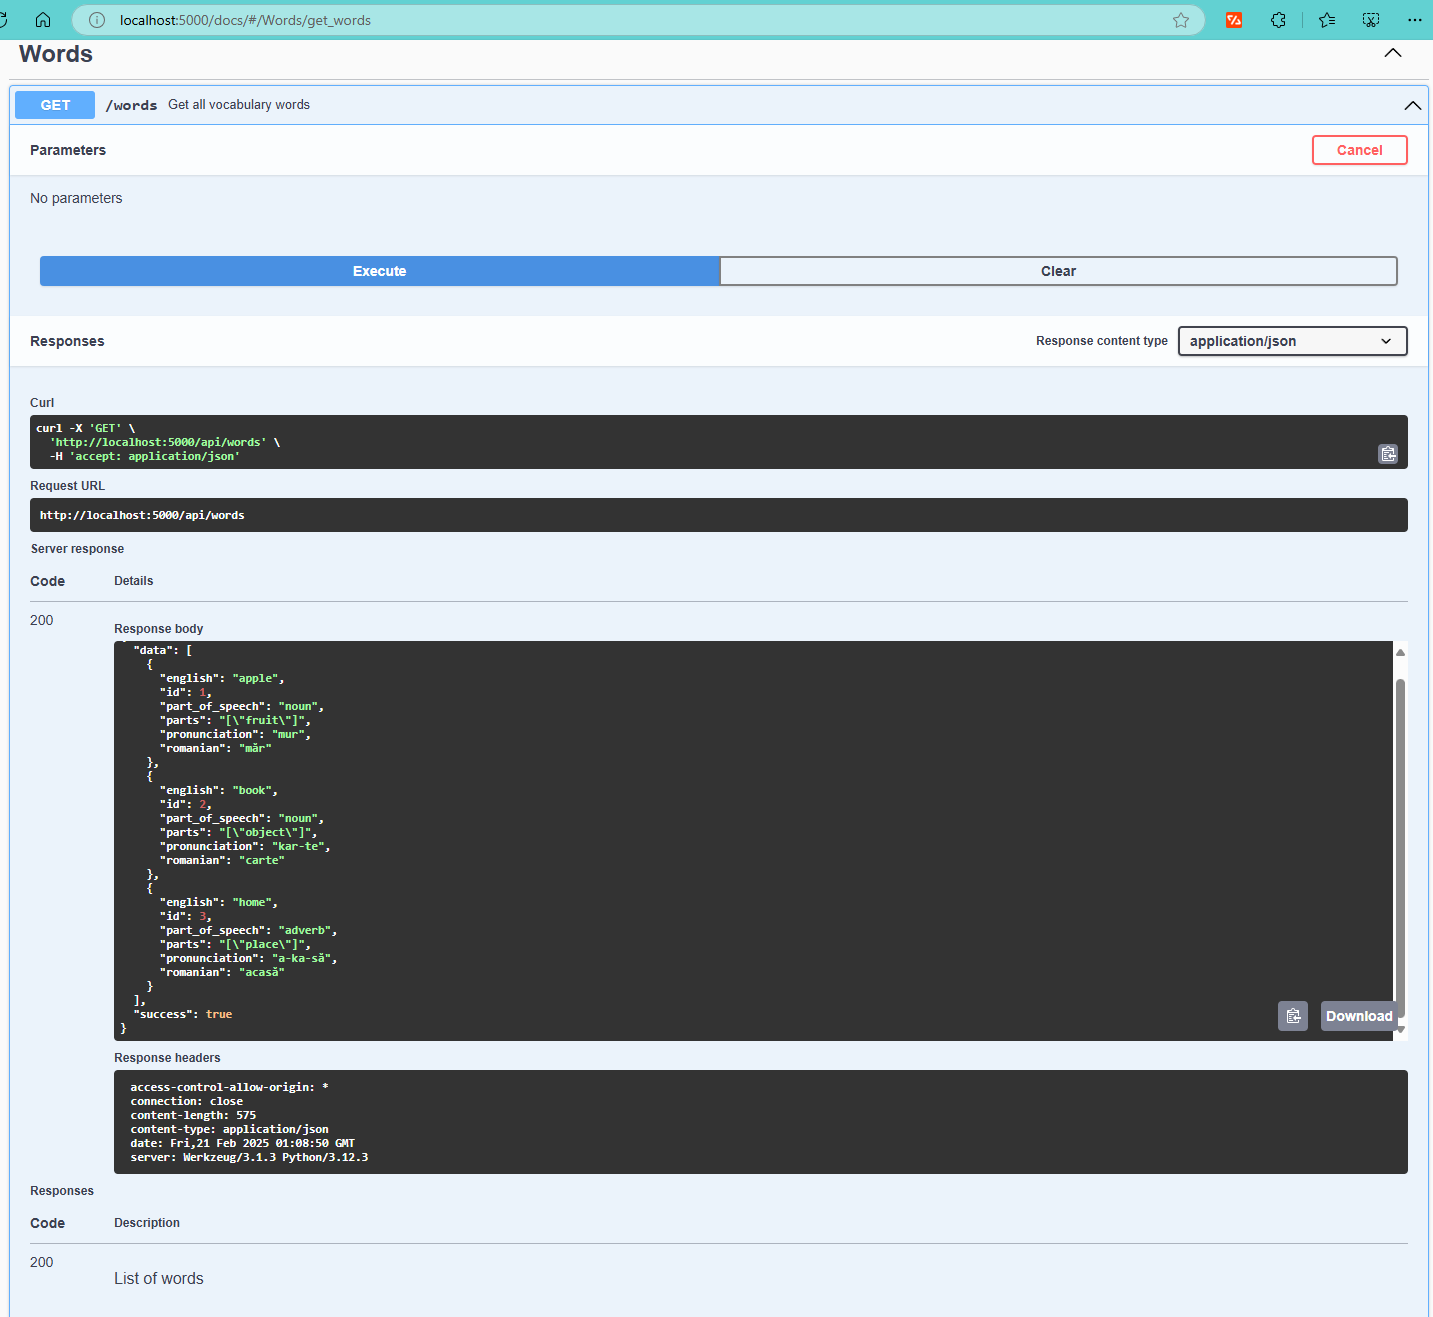 localhost:5000/docs/#/Words/get_words
Words
GET /words Get all vocabulary words
Parameters
Cancel
No parameters
Execute
Clear
Responses
Response content type
application/json
Curl
curl -X 'GET' \
  'http://localhost:5000/api/words' \
  -H 'accept: application/json'
Request URL
http://localhost:5000/api/words
Server response
Code Details
200
Response body
  "data": [
    {
      "english": "apple",
      "id": 1,
      "part_of_speech": "noun",
      "parts": "[\"fruit\"]",
      "pronunciation": "mur",
      "romanian": "măr"
    },
    {
      "english": "book",
      "id": 2,
      "part_of_speech": "noun",
      "parts": "[\"object\"]",
      "pronunciation": "kar-te",
      "romanian": "carte"
    },
    {
      "english": "home",
      "id": 3,
      "part_of_speech": "adverb",
      "parts": "[\"place\"]",
      "pronunciation": "a-ka-să",
      "romanian": "acasă"
    }
  ],
  "success": true
}
Download
Response headers
access-control-allow-origin: *
connection: close
content-length: 575
content-type: application/json
date: Fri,21 Feb 2025 01:08:50 GMT
server: Werkzeug/3.1.3 Python/3.12.3
Responses
Code Description
200
List of words